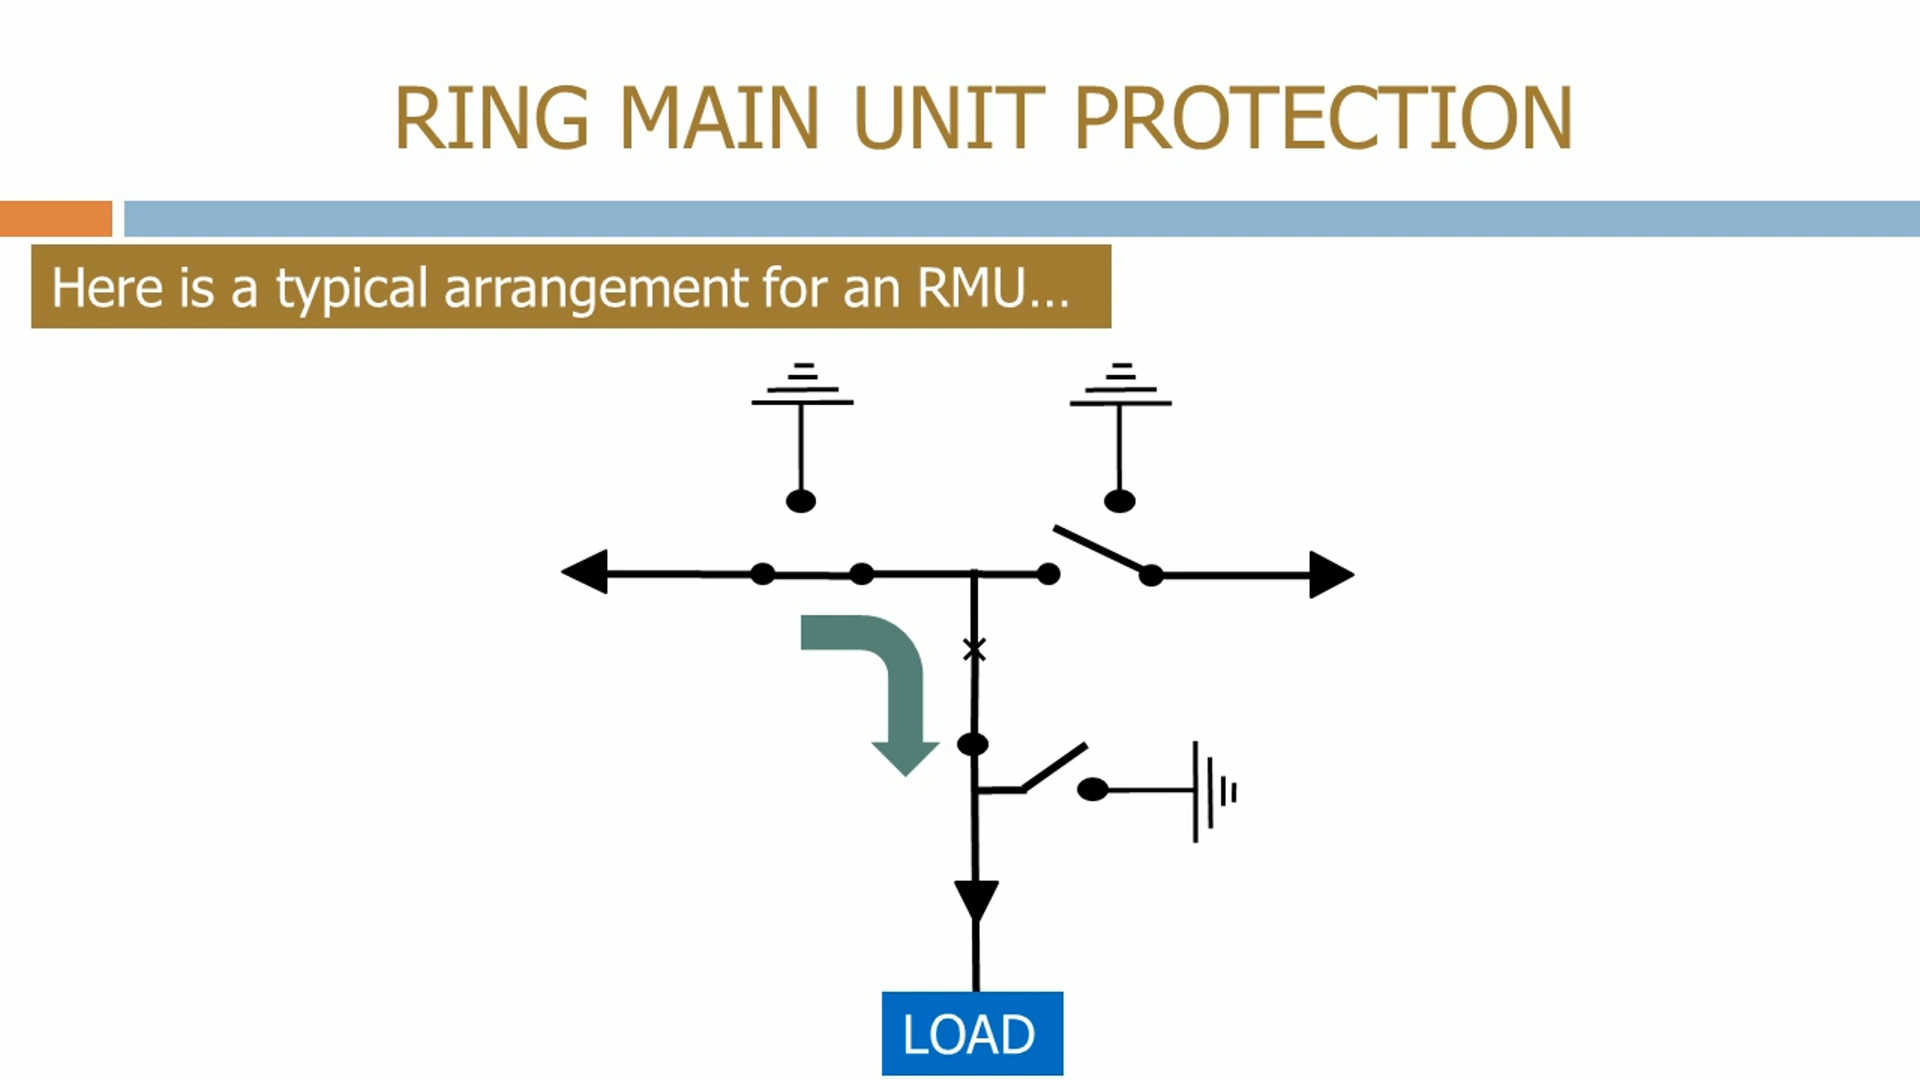 RING MAIN UNIT PROTECTION
Here is a typical arrangement for an RMU...
LOAD